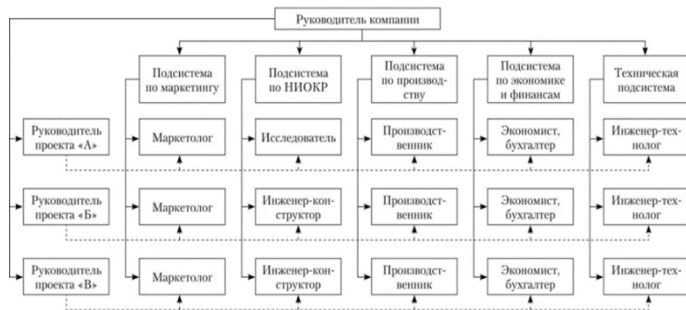 Руководитель компании
Подсистема
по маркетингу
Подсистема
по НИОКР
Подсистема
по производ-
ству
Подсистема
по экономике
и финансам
Техническая
подсистема
Руководитель
проекта «А»
Маркетолог
Исследователь
Производст-
венник
Экономист,
бухгалтер
Инженер-тех-
нолог
Руководитель
проекта «Б»
Маркетолог
Инженер-кон-
структор
Производст-
венник
Экономист,
бухгалтер
Инженер-тех-
нолог
Руководитель
проекта «В»
Маркетолог
Инженер-кон-
структор
Производст-
венник
Экономист,
бухгалтер
Инженер-тех-
нолог